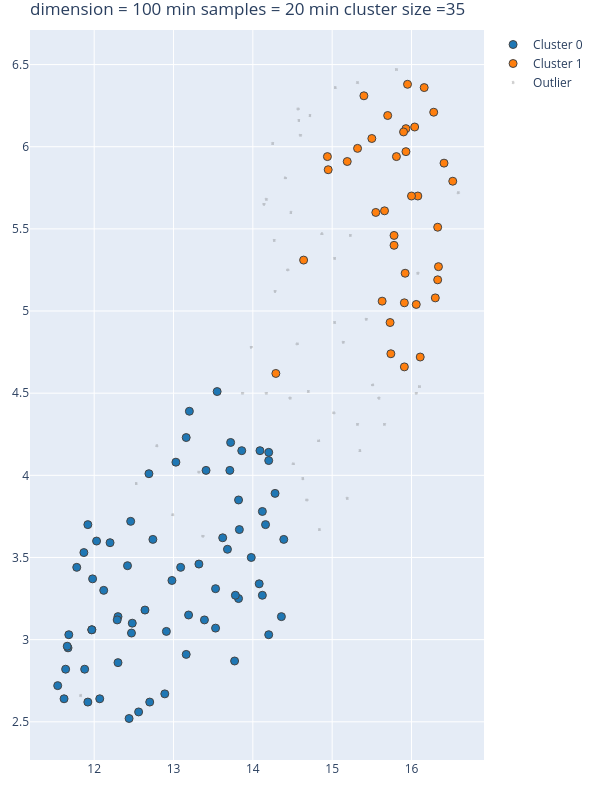 dimension = 100 min samples = 20 min cluster size =35
Cluster 0
Cluster 1
Outlier
6.5
6
5.5
5
4.5
4
3.5
3
2.5
12 13 14 15 16